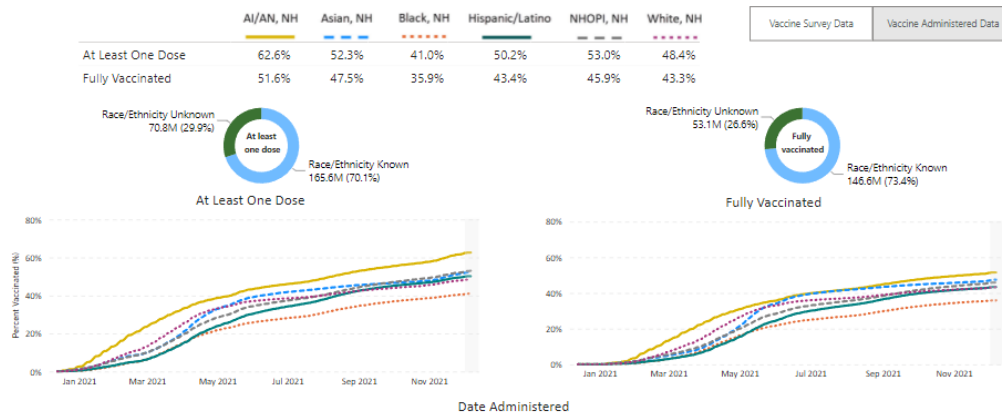 AI/AN, NH Asian, NH Black, NH Hispanic/Latino NHOPI, NH White, NH
Vaccine Survey Data Vaccine Administered Data
At Least One Dose 62.6% 52.3% 41.0% 50.2% 53.0% 48.4%
Fully Vaccinated 51.6% 47.5% 35.9% 43.4% 45.9% 43.3%
Race/Ethnicity Unknown
70.8M (29.9%)
At least
one dose
Race/Ethnicity Known
165.6M (70.1%)
Race/Ethnicity Unknown
53.1M (26.6%)
Fully
vaccinated
Race/Ethnicity Known
146.6M (73.4%)
At Least One Dose
Percent Vaccinated (%)
80%
60%
40%
20%
0%
Jan 2021 Mar 2021 May 2021 Jul 2021 Sep 2021 Nov 2021
Fully Vaccinated
80%
60%
40%
20%
0%
Jan 2021 Mar 2021 May 2021 Jul 2021 Sep 2021 Nov 2021
Date Administered